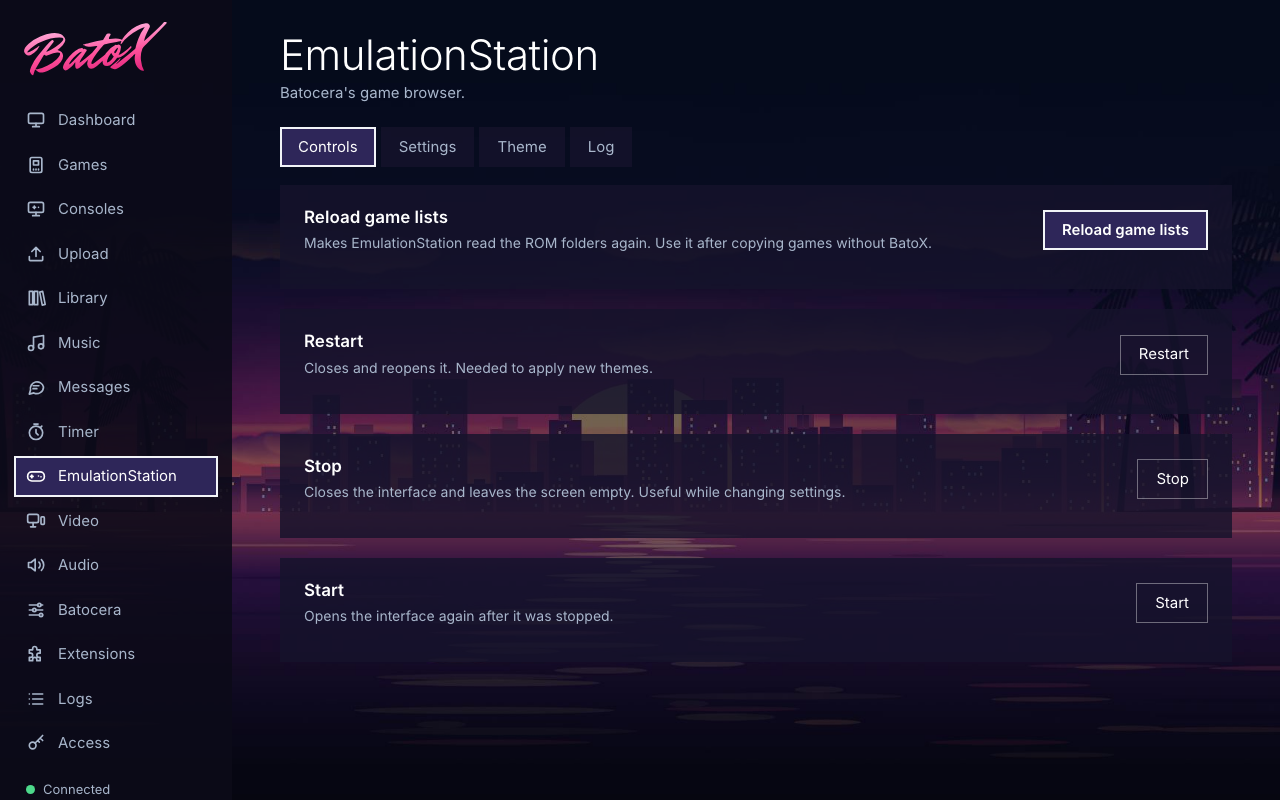 BatoX
Dashboard
Games
Consoles
Upload
Library
Music
Messages
Timer
EmulationStation
Video
Audio
Batocera
Extensions
Logs
Access
Connected
EmulationStation
Batocera's game browser.
Controls
Settings
Theme
Log
Reload game lists
Makes EmulationStation read the ROM folders again. Use it after copying games without BatoX.
Reload game lists
Restart
Closes and reopens it. Needed to apply new themes.
Restart
Stop
Closes the interface and leaves the screen empty. Useful while changing settings.
Stop
Start
Opens the interface again after it was stopped.
Start